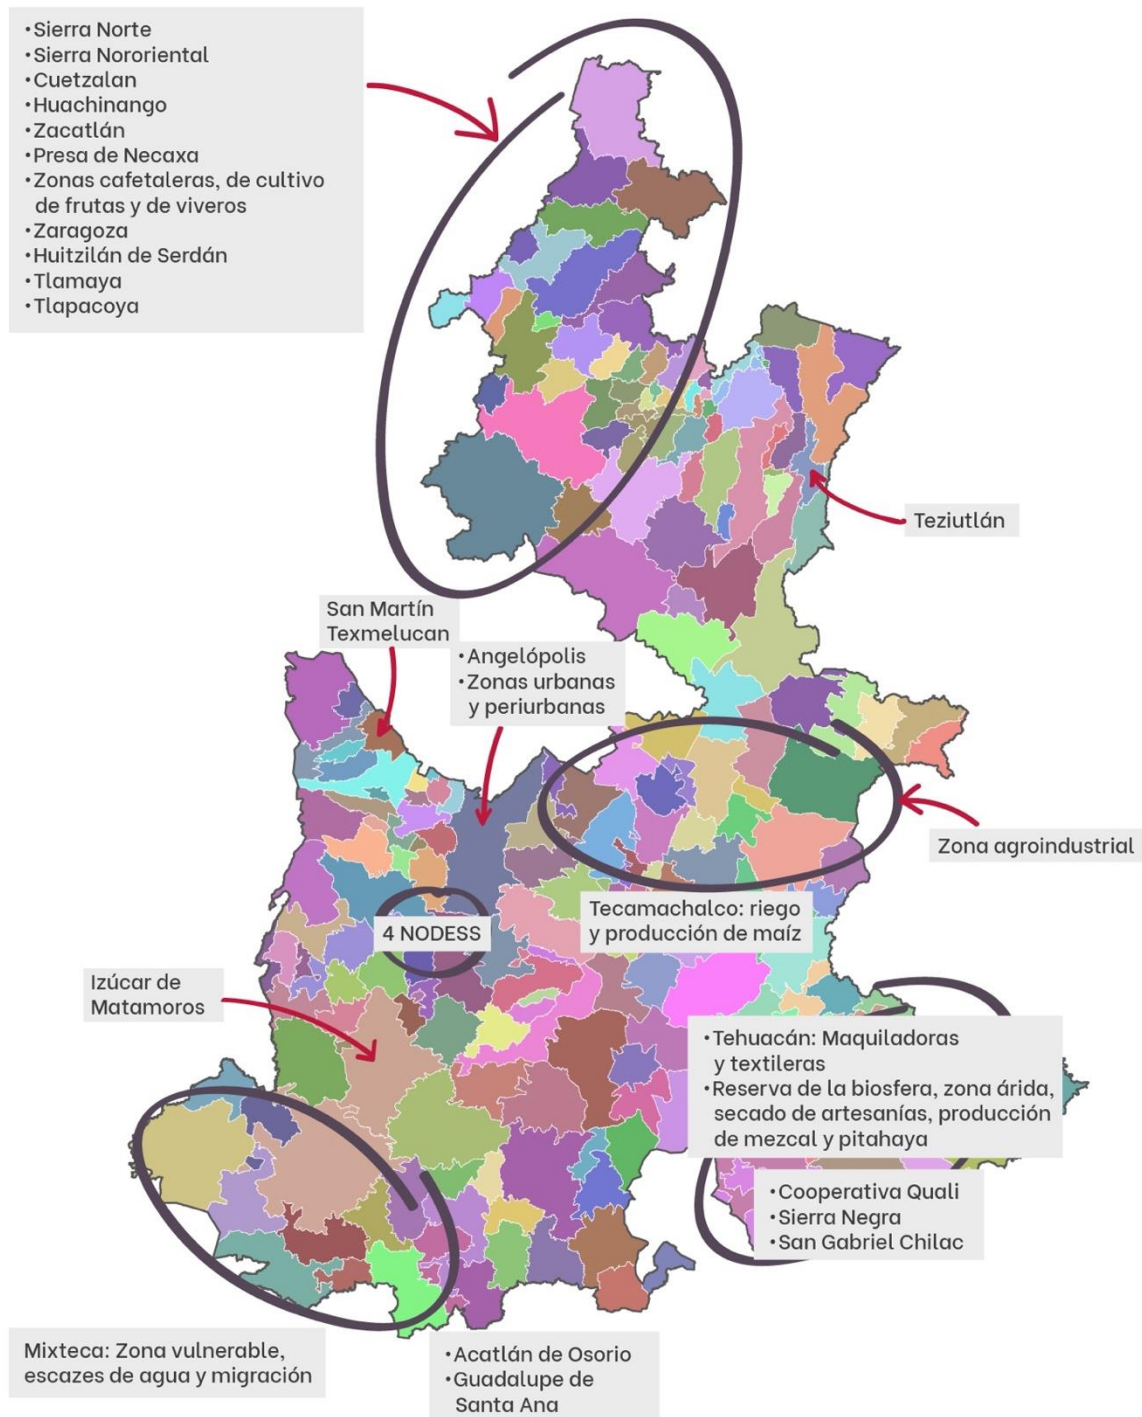 •Sierra Norte
•Sierra Nororiental
•Cuetzalan
•Huachinango
•Zacatlán
•Presa de Necaxa
•Zonas cafetaleras, de cultivo
de frutas y de viveros
•Zaragoza
•Huitzilán de Serdán
•Tlamaya
•Tlapacoya
Teziutlán
San Martín
Texmelucan
•Angelópolis
•Zonas urbanas
y periurbanas
Zona agroindustrial
Tecamachalco: riego
y producción de maíz
4 NODESS
Izúcar de
Matamoros
•Tehuacán: Maquiladoras
y textileras
•Reserva de la biosfera, zona árida,
secado de artesanías, producción
de mezcal y pitahaya
•Cooperativa Quali
•Sierra Negra
•San Gabriel Chilac
Mixteca: Zona vulnerable,
escazes de agua y migración
•Acatlán de Osorio
•Guadalupe de
Santa Ana